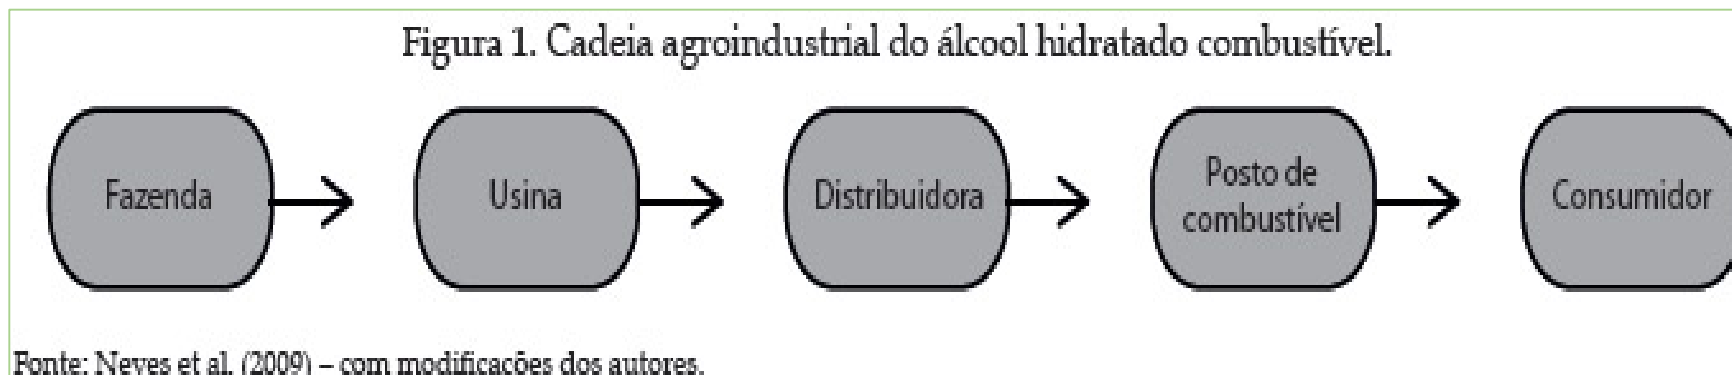 Figura 1. Cadeia agroindustrial do álcool hidratado combustível.
Fazenda
Usina
Distribuidora
Posto de
combustível
Consumidor
Fonte: Neves et al. (2009) – com modificações dos autores.